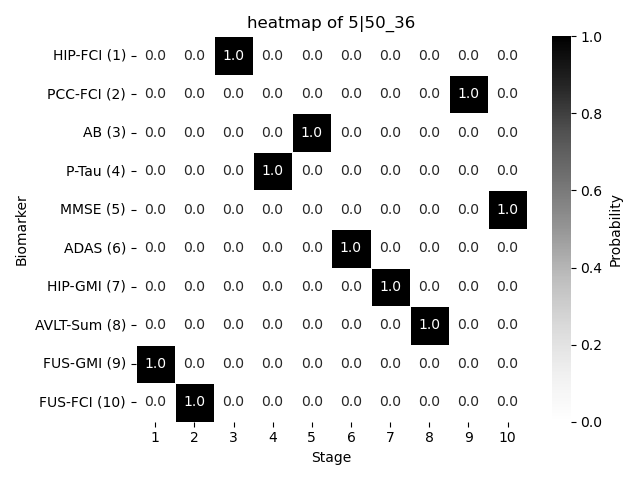 heatmap of 5|50_36
HIP-FCI (1) 0.0 0.0 1.0 0.0 0.0 0.0 0.0 0.0 0.0 0.0
PCC-FCI (2) 0.0 0.0 0.0 0.0 0.0 0.0 0.0 0.0 1.0 0.0
AB (3) 0.0 0.0 0.0 0.0 1.0 0.0 0.0 0.0 0.0 0.0
P-Tau (4) 0.0 0.0 0.0 1.0 0.0 0.0 0.0 0.0 0.0 0.0
MMSE (5) 0.0 0.0 0.0 0.0 0.0 0.0 0.0 0.0 0.0 1.0
ADAS (6) 0.0 0.0 0.0 0.0 0.0 1.0 0.0 0.0 0.0 0.0
HIP-GMI (7) 0.0 0.0 0.0 0.0 0.0 0.0 1.0 0.0 0.0 0.0
AVLT-Sum (8) 0.0 0.0 0.0 0.0 0.0 0.0 0.0 1.0 0.0 0.0
FUS-GMI (9) 1.0 0.0 0.0 0.0 0.0 0.0 0.0 0.0 0.0 0.0
FUS-FCI (10) 0.0 1.0 0.0 0.0 0.0 0.0 0.0 0.0 0.0 0.0
1 2 3 4 5 6 7 8 9 10
Stage
Biomarker
1.0
0.8
0.6
0.4
0.2
0.0
Probability